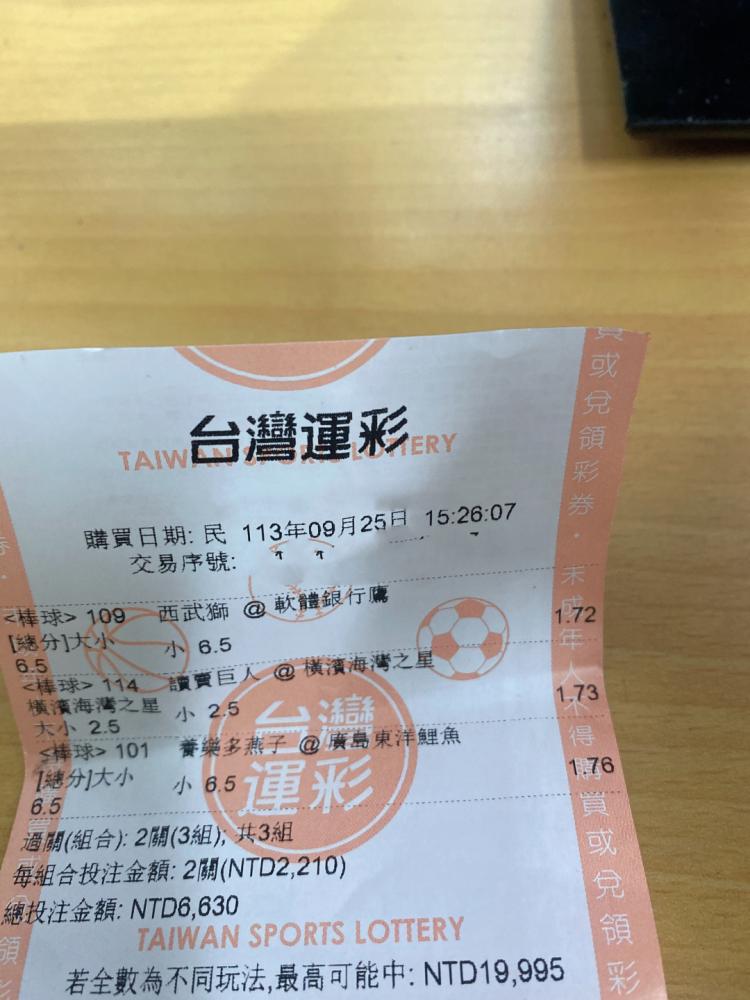 台灣運彩
TAIWAN SPORTS LOTTERY
購買日期: 民 113年09月25日 15:26:07
交易序號:
<棒球> 109 西武獅 @ 軟體銀行鷹
[總分]大小 小 6.5 1.72
6.5
<棒球> 114 讀賣巨人 @ 橫濱海灣之星
橫濱海灣之星 小 2.5 1.73
大小 2.5
<棒球> 101 養樂多燕子 @ 廣島東洋鯉魚
[總分]大小 小 6.5 1.76
6.5
台灣
運彩
過關(組合): 2關(3組), 共3組
每組合投注金額: 2關(NTD2,210)
總投注金額: NTD6,630
TAIWAN SPORTS LOTTERY
若全數為不同玩法,最高可能中: NTD19,995
買或兌領彩券・未成年人不得購買或兌領彩